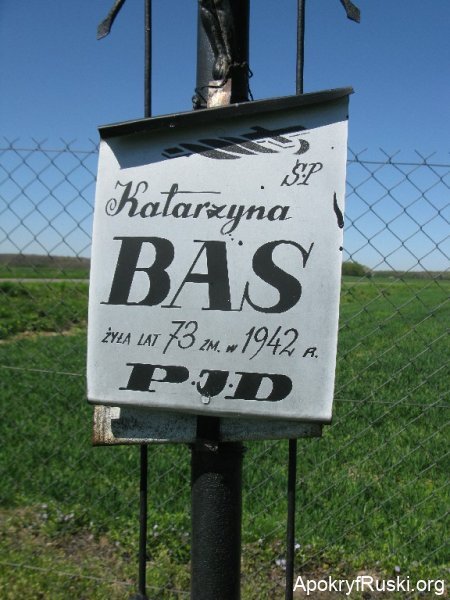 ŚP
Katarzyna
BAS
ŻYŁA LAT 73 ZM. W 1942 R.
P.J.D
ApokryfRuski.org